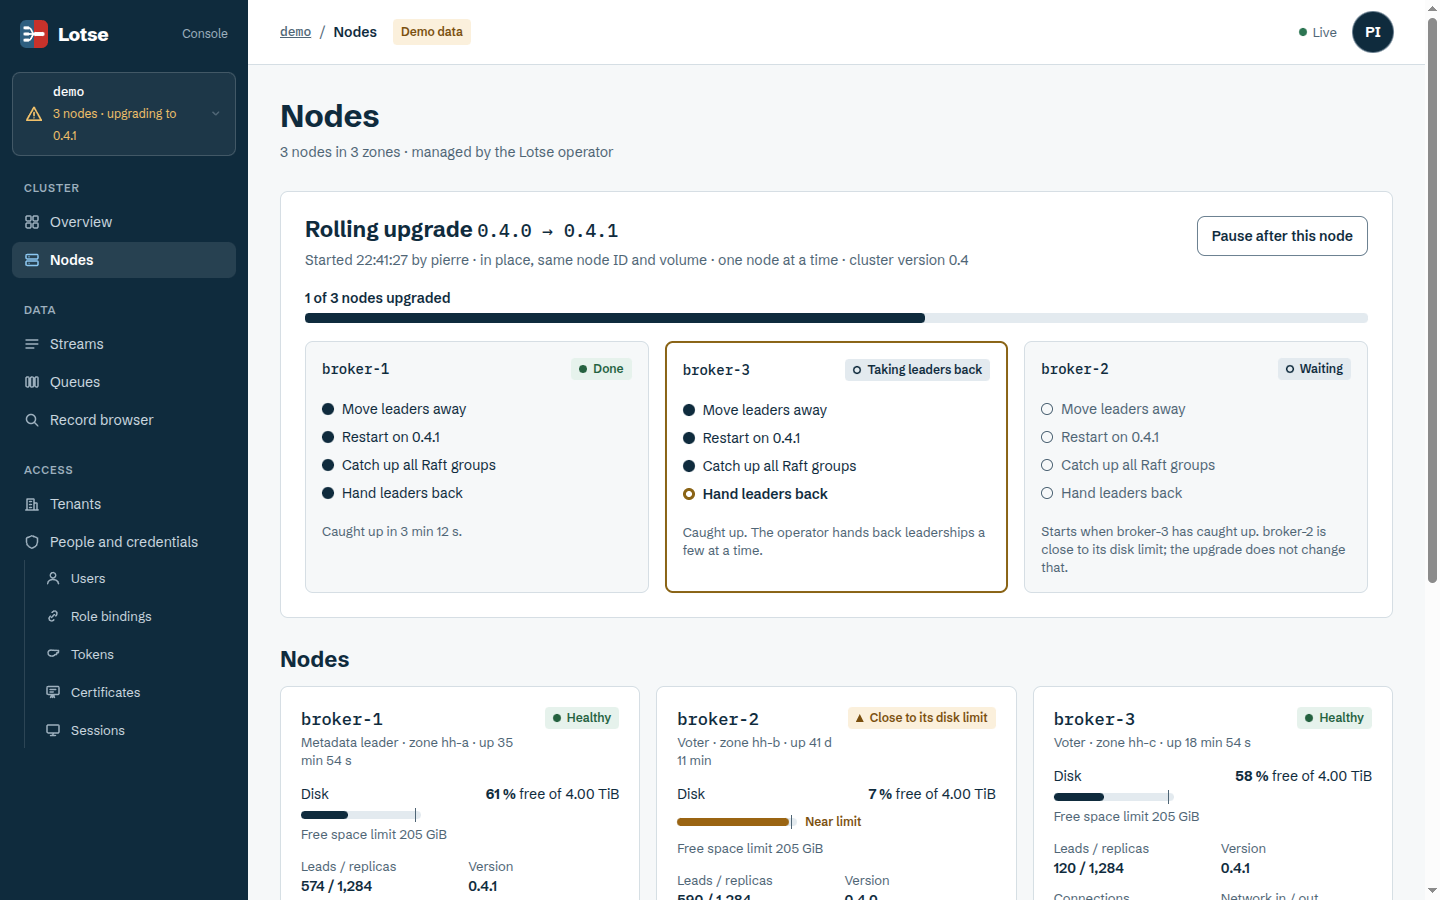 Lotse
Console
demo
3 nodes · upgrading to
0.4.1
CLUSTER
Overview
Nodes
DATA
Streams
Queues
Record browser
ACCESS
Tenants
People and credentials
Users
Role bindings
Tokens
Certificates
Sessions
demo / Nodes
Demo data
Live
PI
Nodes
3 nodes in 3 zones · managed by the Lotse operator
Rolling upgrade 0.4.0 → 0.4.1
Pause after this node
Started 22:41:27 by pierre · in place, same node ID and volume · one node at a time · cluster version 0.4
1 of 3 nodes upgraded
broker-1
Done
Move leaders away
Restart on 0.4.1
Catch up all Raft groups
Hand leaders back
Caught up in 3 min 12 s.
broker-3
Taking leaders back
Move leaders away
Restart on 0.4.1
Catch up all Raft groups
Hand leaders back
Caught up. The operator hands back leaderships a
few at a time.
broker-2
Waiting
Move leaders away
Restart on 0.4.1
Catch up all Raft groups
Hand leaders back
Starts when broker-3 has caught up. broker-2 is
close to its disk limit; the upgrade does not change
that.
Nodes
broker-1
Healthy
Metadata leader · zone hh-a · up 35
min 54 s
Disk
61 % free of 4.00 TiB
Free space limit 205 GiB
Leads / replicas
Version
574 / 1,284
0.4.1
broker-2
Close to its disk limit
Voter · zone hh-b · up 41 d
11 min
Disk
7 % free of 4.00 TiB
Near limit
Free space limit 205 GiB
Leads / replicas
Version
590 / 1,284
0.4.0
broker-3
Healthy
Voter · zone hh-c · up 18 min 54 s
Disk
58 % free of 4.00 TiB
Free space limit 205 GiB
Leads / replicas
Version
120 / 1,284
0.4.1
Connections
Network in / out